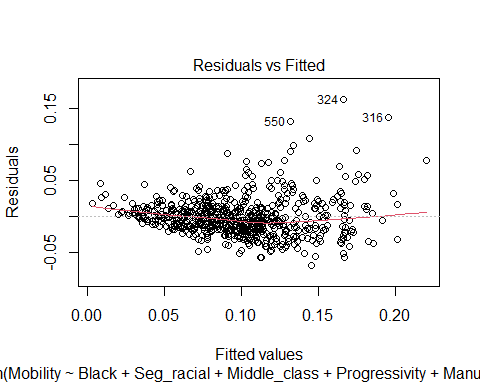 Residuals vs Fitted
324
316
550
Residuals
-0.05 0.05 0.15
0.00 0.05 0.10 0.15 0.20
Fitted values
n(Mobility ~ Black + Seg_racial + Middle_class + Progressivity + Manu